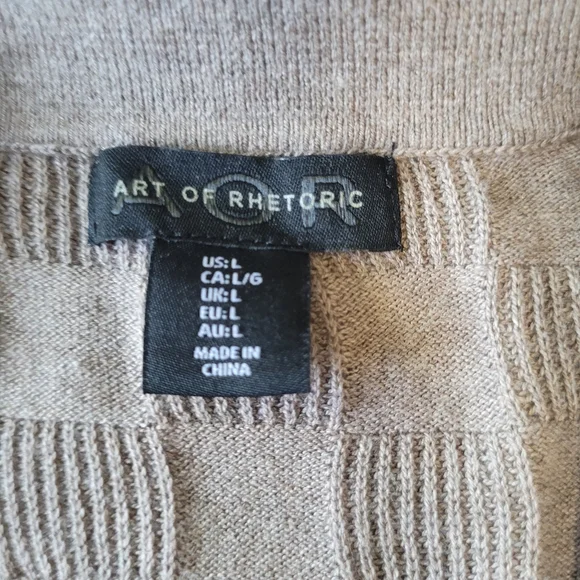 ART OF RHETORIC
AOR
US: L
CA: L/G
UK: L
EU: L
AU: L
MADE IN
CHINA